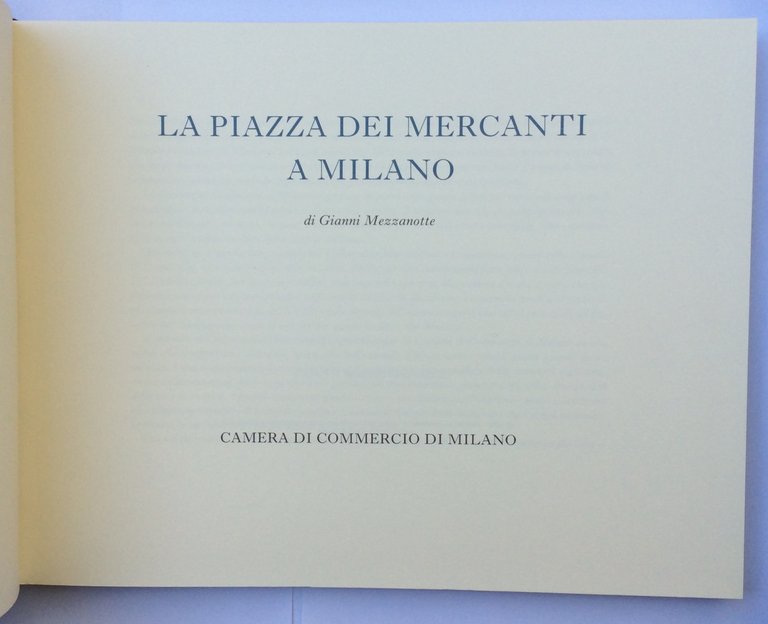 LA PIAZZA DEI MERCANTI
A MILANO
di Gianni Mezzanotte
CAMERA DI COMMERCIO DI MILANO